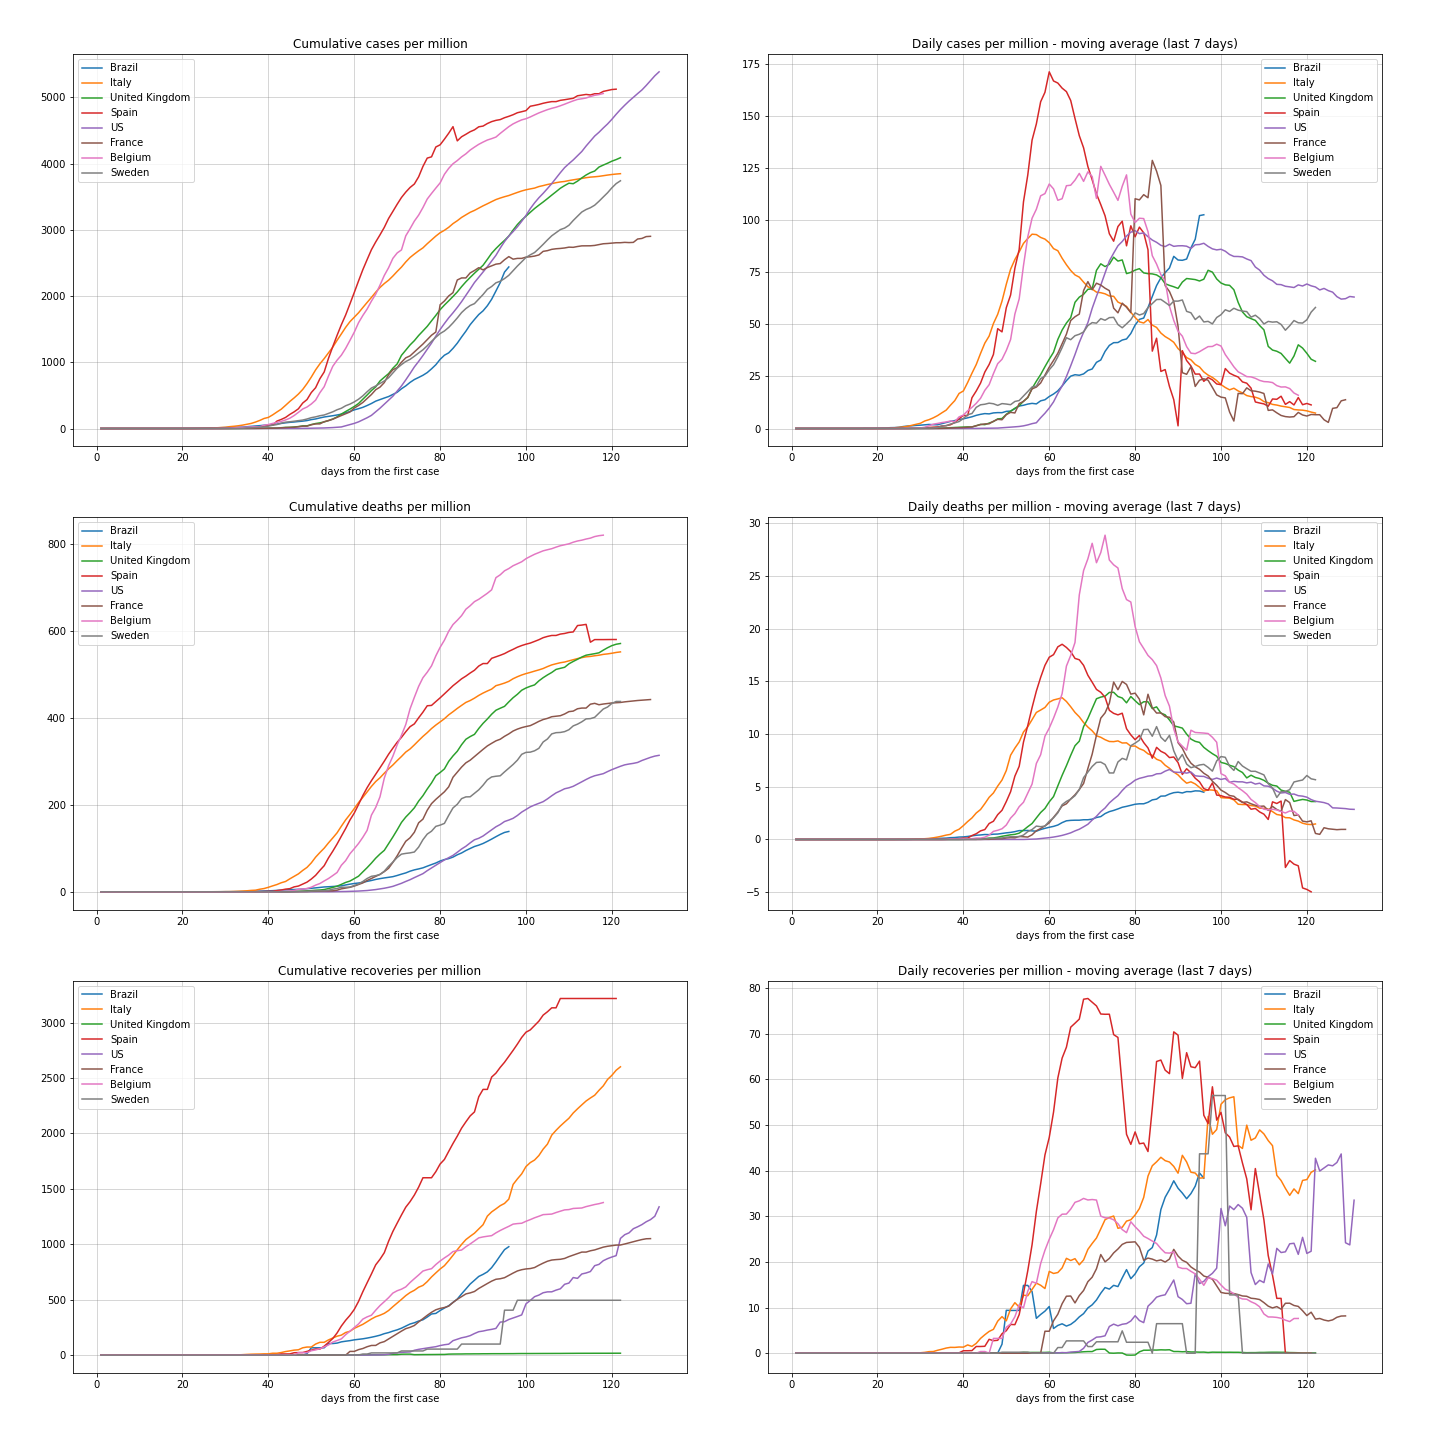 Cumulative cases per million
Brazil
Italy
United Kingdom
Spain
US
France
Belgium
Sweden
5000
4000
3000
2000
1000
0
0 20 40 60 80 100 120
days from the first case
Daily cases per million - moving average (last 7 days)
Brazil
Italy
United Kingdom
Spain
US
France
Belgium
Sweden
175
150
125
100
75
50
25
0
0 20 40 60 80 100 120
days from the first case
Cumulative deaths per million
Brazil
Italy
United Kingdom
Spain
US
France
Belgium
Sweden
800
600
400
200
0
0 20 40 60 80 100 120
days from the first case
Daily deaths per million - moving average (last 7 days)
Brazil
Italy
United Kingdom
Spain
US
France
Belgium
Sweden
30
25
20
15
10
5
0
−5
0 20 40 60 80 100 120
days from the first case
Cumulative recoveries per million
Brazil
Italy
United Kingdom
Spain
US
France
Belgium
Sweden
3000
2500
2000
1500
1000
500
0
0 20 40 60 80 100 120
days from the first case
Daily recoveries per million - moving average (last 7 days)
Brazil
Italy
United Kingdom
Spain
US
France
Belgium
Sweden
80
70
60
50
40
30
20
10
0
0 20 40 60 80 100 120
days from the first case